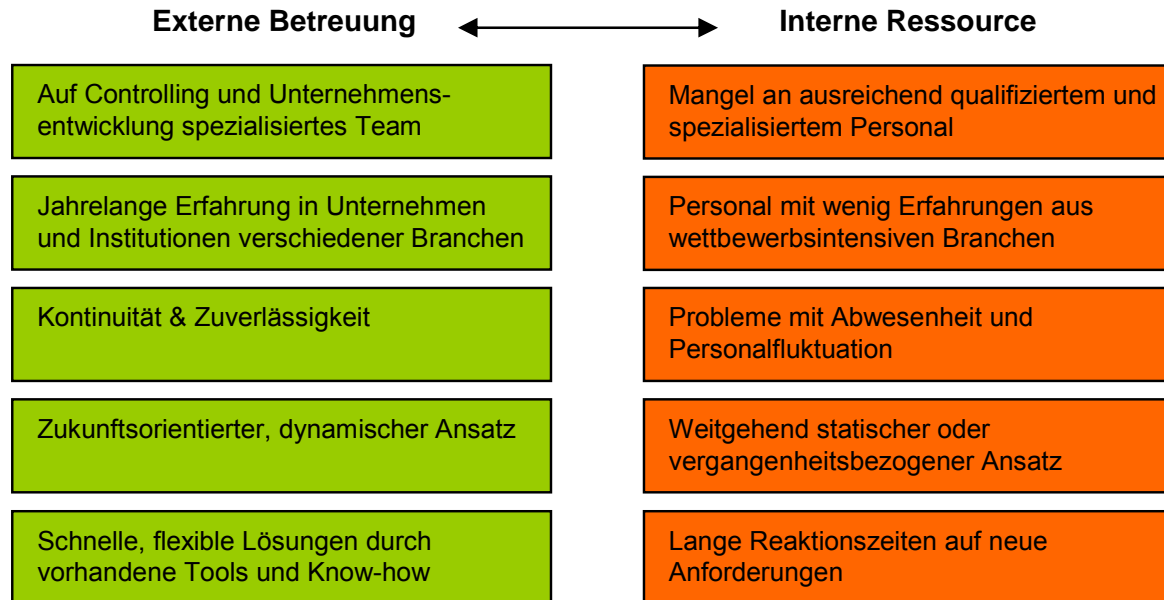 Externe Betreuung
Interne Ressource
Auf Controlling und Unternehmens-
entwicklung spezialisiertes Team
Mangel an ausreichend qualifiziertem und
spezialisiertem Personal
Jahrelange Erfahrung in Unternehmen
und Institutionen verschiedener Branchen
Personal mit wenig Erfahrungen aus
wettbewerbsintensiven Branchen
Kontinuität & Zuverlässigkeit
Probleme mit Abwesenheit und
Personalfluktuation
Zukunftsorientierter, dynamischer Ansatz
Weitgehend statischer oder
vergangenheitsbezogener Ansatz
Schnelle, flexible Lösungen durch
vorhandene Tools und Know-how
Lange Reaktionszeiten auf neue
Anforderungen